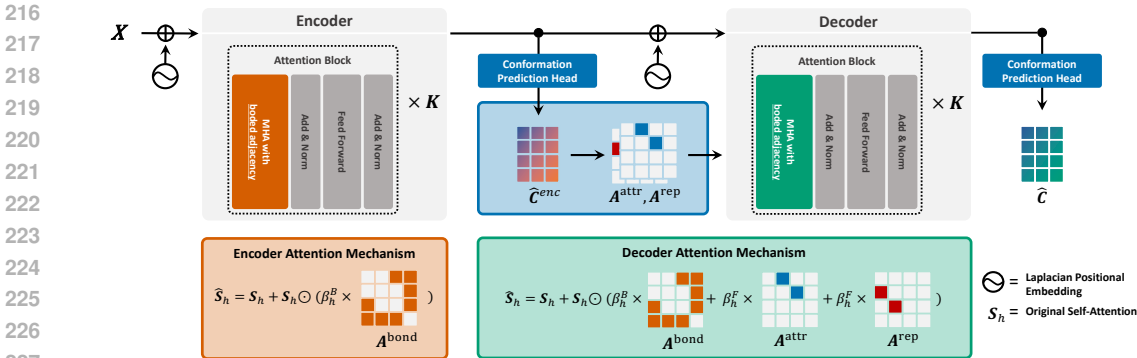 216
217
218
219
220
221
222
223
224
225
226
227
X
Encoder
Attention Block
MHA with
boded adjacency
Add & Norm
Feed Forward
Add & Norm
× K
Conformation
Prediction Head
Ĉ^enc
A^attr, A^rep
Decoder
Attention Block
MHA with
boded adjacency
Add & Norm
Feed Forward
Add & Norm
× K
Conformation
Prediction Head
Ĉ
Encoder Attention Mechanism
Ŝ_h = S_h + S_h ⊙ (β_h^B × )
A^bond
Decoder Attention Mechanism
Ŝ_h = S_h + S_h ⊙ (β_h^B × + β_h^F × + β_h^F × )
A^bond
A^attr
A^rep
= Laplacian Positional
Embedding
S_h = Original Self-Attention